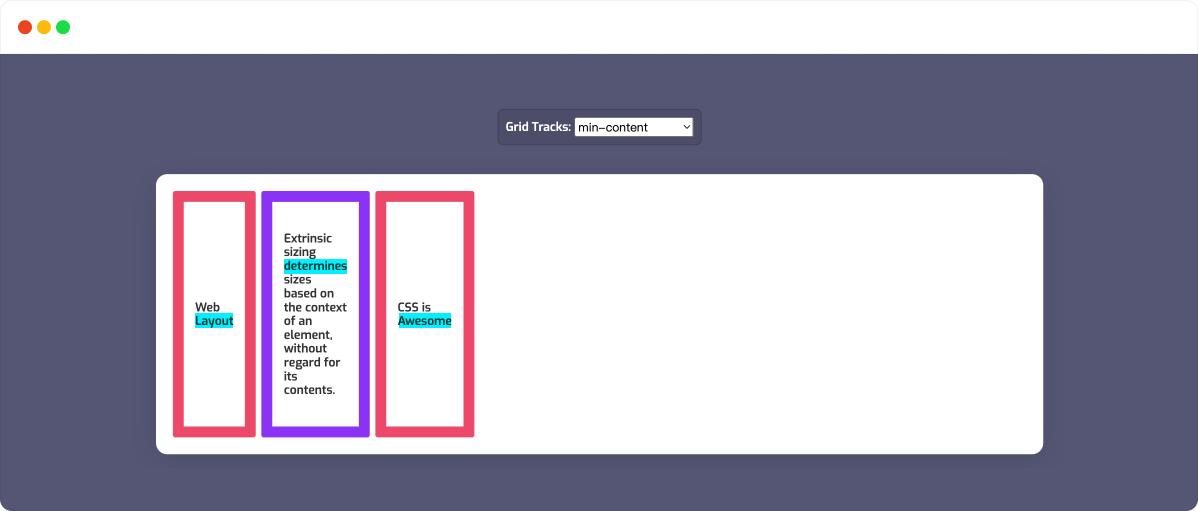 Grid Tracks: min-content
Web
Layout
Extrinsic
sizing
determines
sizes
based on
the context
of an
element,
without
regard for
its
contents.
CSS is
Awesome